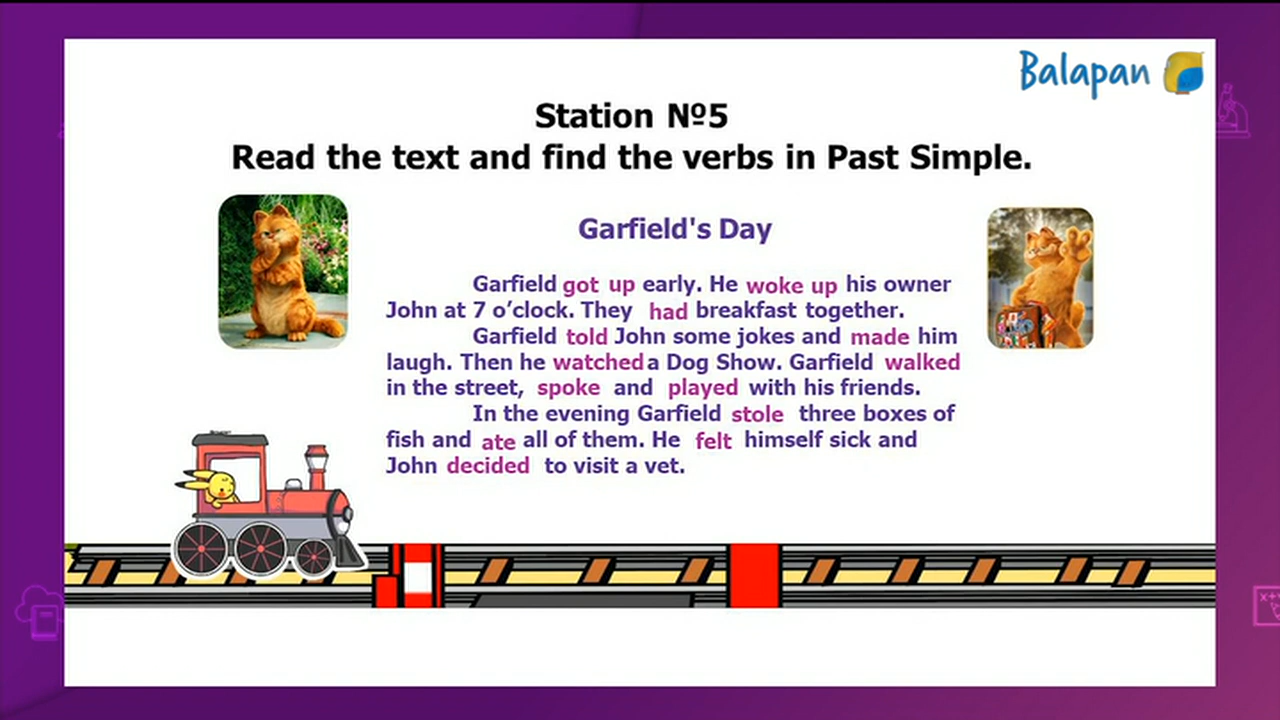 Balapan
Station №5
Read the text and find the verbs in Past Simple.
Garfield's Day
Garfield got up early. He woke up his owner
John at 7 o’clock. They had breakfast together.
Garfield told John some jokes and made him
laugh. Then he watched a Dog Show. Garfield walked
in the street, spoke and played with his friends.
In the evening Garfield stole three boxes of
fish and ate all of them. He felt himself sick and
John decided to visit a vet.